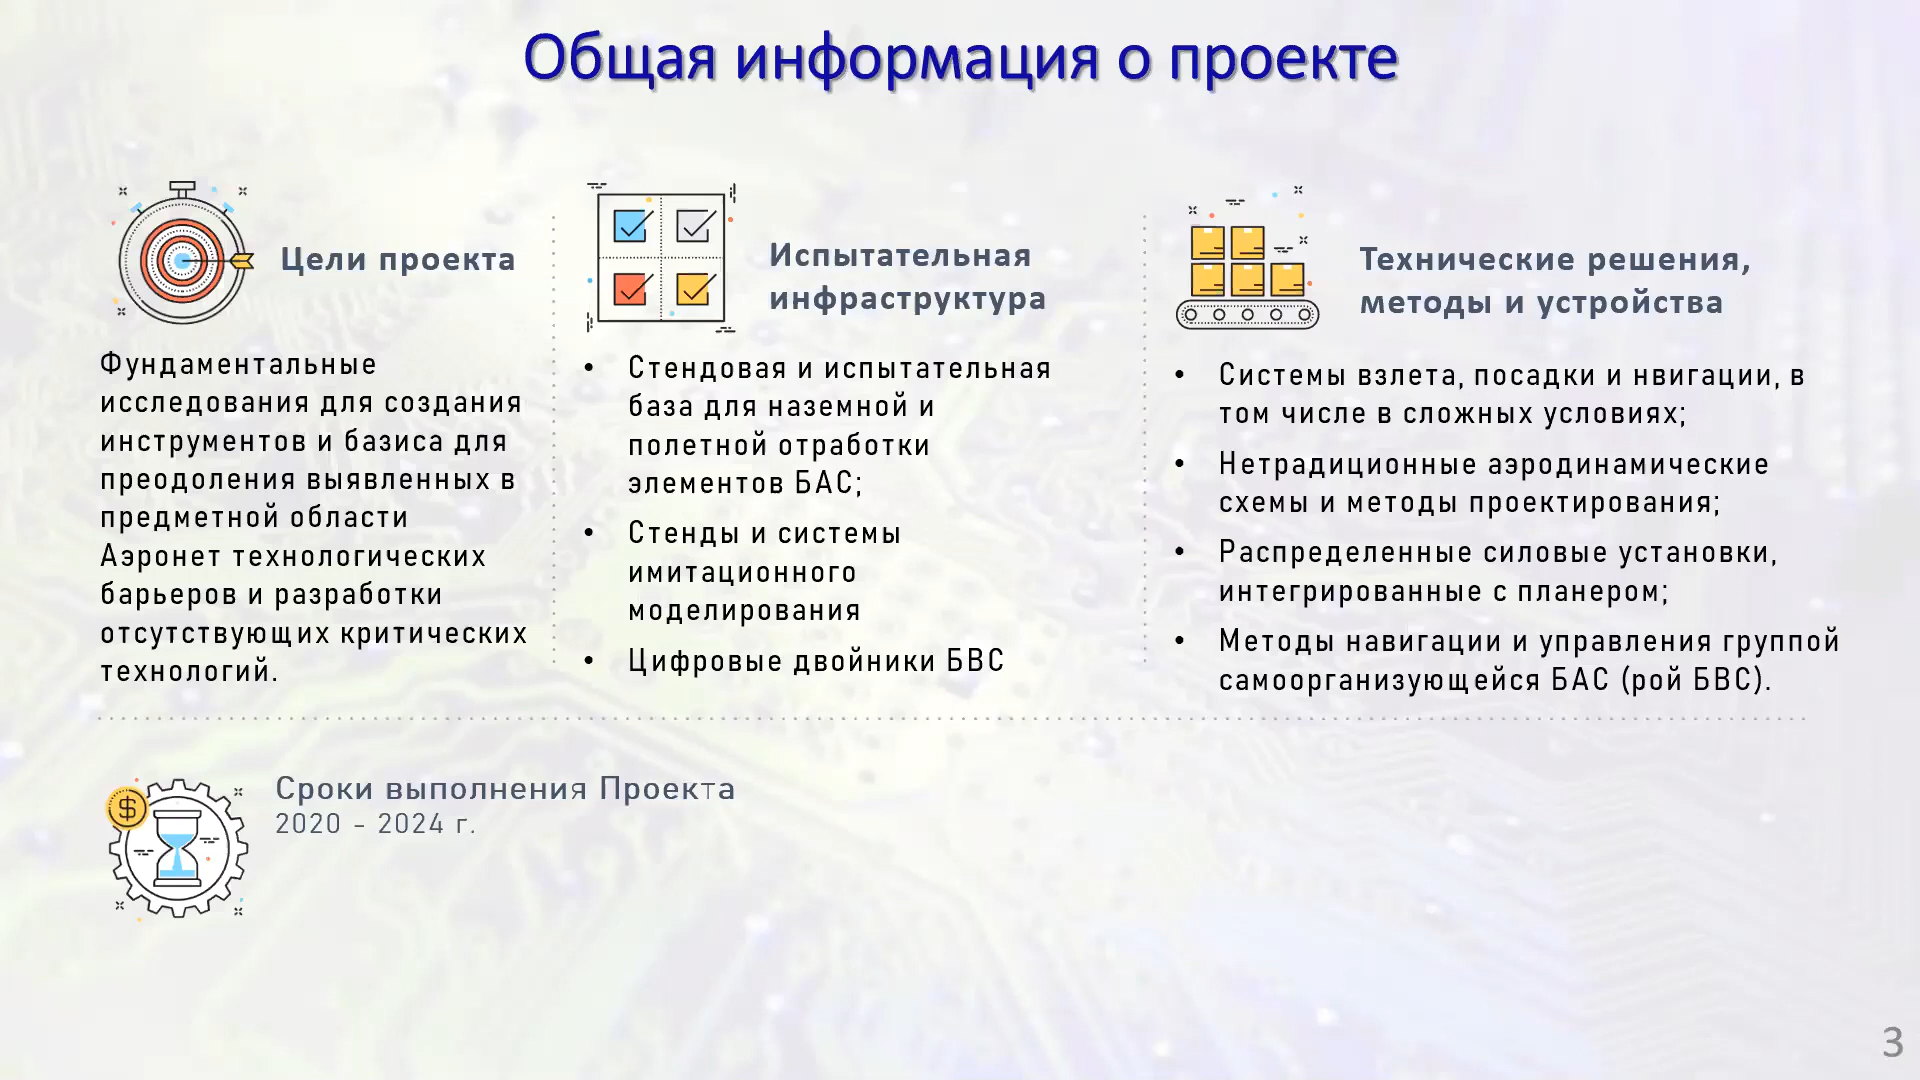 Общая информация о проекте
Цели проекта
Фундаментальные
исследования для создания
инструментов и базиса для
преодоления выявленных в
предметной области
Аэронет технологических
барьеров и разработки
отсутствующих критических
технологий.
Испытательная
инфраструктура
• Стендовая и испытательная
база для наземной и
полетной отработки
элементов БАС;
• Стенды и системы
имитационного
моделирования
• Цифровые двойники БВС
Технические решения,
методы и устройства
• Системы взлета, посадки и нвигации, в
том числе в сложных условиях;
• Нетрадиционные аэродинамические
схемы и методы проектирования;
• Распределенные силовые установки,
интегрированные с планером;
• Методы навигации и управления группой
самоорганизующейся БАС (рой БВС).
$
Сроки выполнения Проекта
2020 – 2024 г.
3